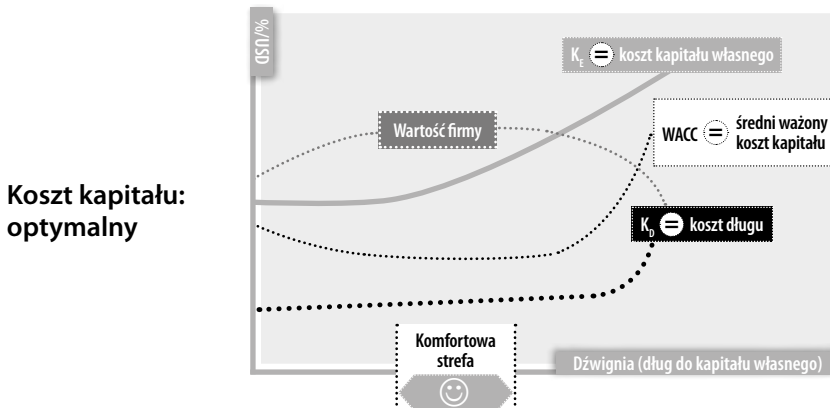 %/USD
K_E = koszt kapitału własnego
Wartość firmy
WACC = średni ważony
koszt kapitału
Koszt kapitału:
optymalny
K_D = koszt długu
Komfortowa
strefa
Dźwignia (dług do kapitału własnego)